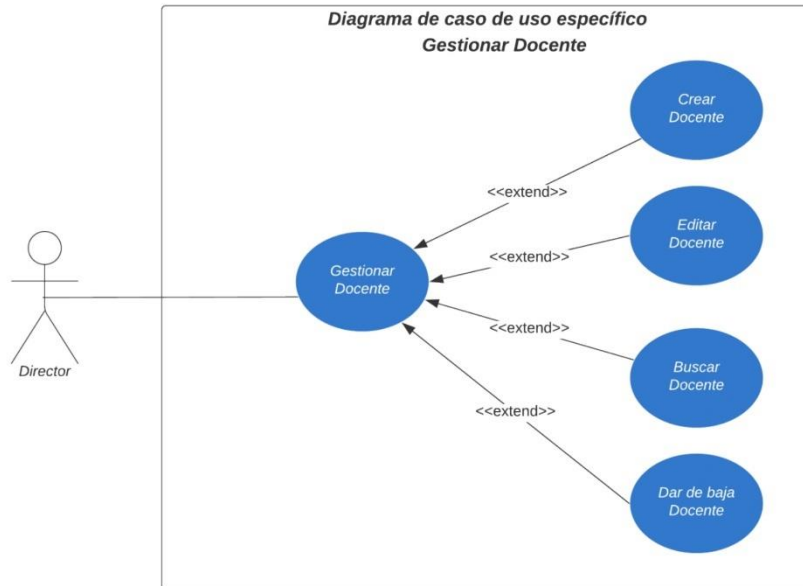 Diagrama de caso de uso específico
Gestionar Docente
Crear
Docente
<<extend>>
Editar
Docente
<<extend>>
Gestionar
Docente
<<extend>>
Buscar
Docente
Director
<<extend>>
Dar de baja
Docente